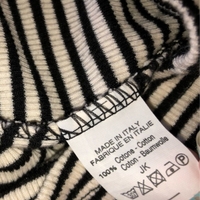 MADE IN ITALY
FABRIQUE EN ITALIE
100% Cotone - Cotton
Coton - Baumwolle
JK